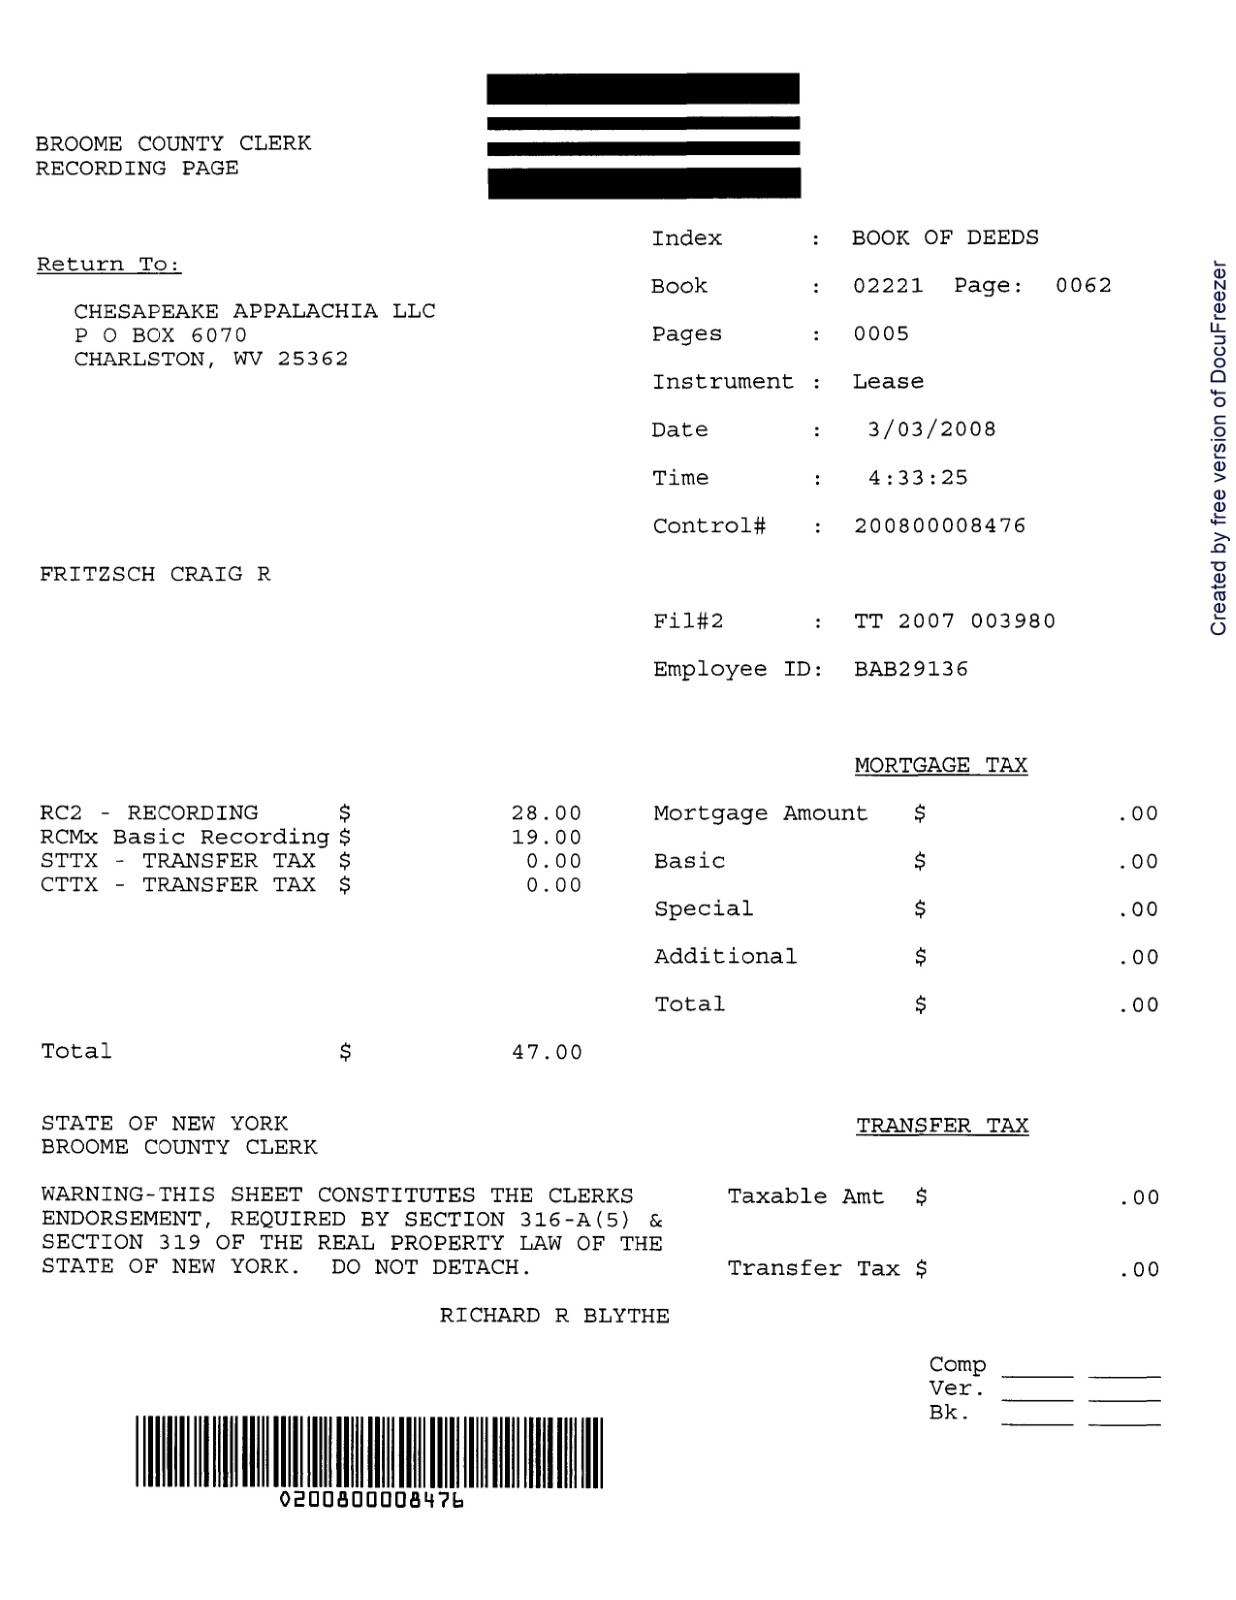 BROOME COUNTY CLERK
RECORDING PAGE
Return To:
CHESAPEAKE APPALACHIA LLC
P O BOX 6070
CHARLSTON, WV 25362
Index : BOOK OF DEEDS
Book : 02221 Page: 0062
Pages : 0005
Instrument : Lease
Date : 3/03/2008
Time : 4:33:25
Control# : 200800008476
FRITZSCH CRAIG R
Fil#2 : TT 2007 003980
Employee ID: BAB29136
RC2 - RECORDING $ 28.00
RCMx Basic Recording $ 19.00
STTX - TRANSFER TAX $ 0.00
CTTX - TRANSFER TAX $ 0.00
Total $ 47.00
MORTGAGE TAX
Mortgage Amount $ .00
Basic $ .00
Special $ .00
Additional $ .00
Total $ .00
STATE OF NEW YORK
BROOME COUNTY CLERK
WARNING-THIS SHEET CONSTITUTES THE CLERKS
ENDORSEMENT, REQUIRED BY SECTION 316-A(5) &
SECTION 319 OF THE REAL PROPERTY LAW OF THE
STATE OF NEW YORK. DO NOT DETACH.
RICHARD R BLYTHE
TRANSFER TAX
Taxable Amt $ .00
Transfer Tax $ .00
Comp
Ver.
Bk.
0200800008476
Created by free version of DocuFreezer